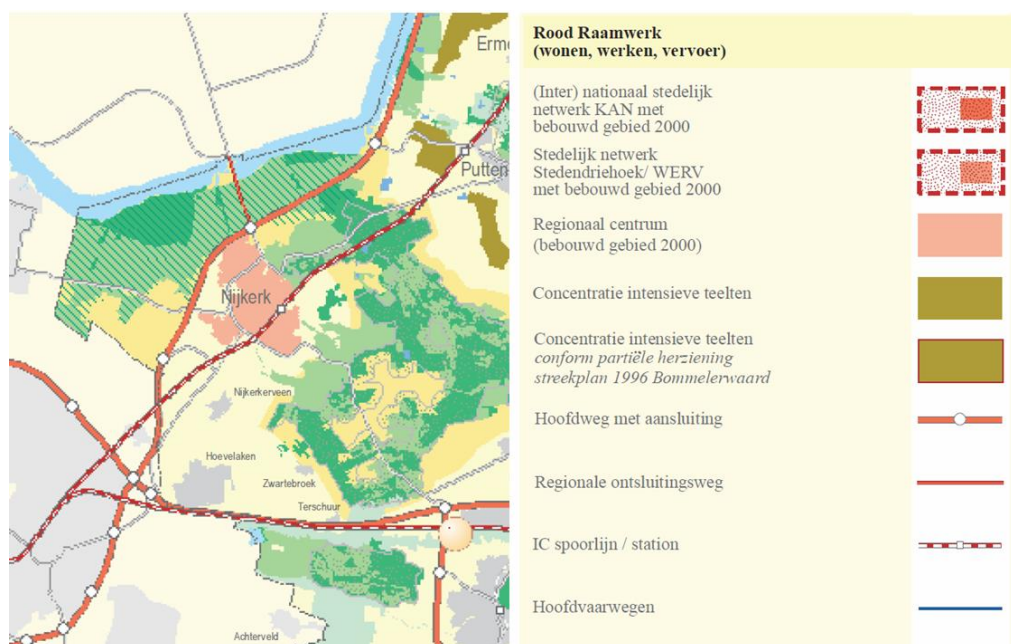 Erme
Putten
Nijkerk
Nijkerkerveen
Hoevelaken
Zwartebroek
Terschuur
Achterveld
Rood Raamwerk
(wonen, werken, vervoer)
(Inter) nationaal stedelijk
netwerk KAN met
bebouwd gebied 2000
Stedelijk netwerk
Stedendriehoek/ WERV
met bebouwd gebied 2000
Regionaal centrum
(bebouwd gebied 2000)
Concentratie intensieve teelten
Concentratie intensieve teelten
conform partiële herziening
streekplan 1996 Bommelerwaard
Hoofdweg met aansluiting
Regionale ontsluitingsweg
IC spoorlijn / station
Hoofdvaarwegen